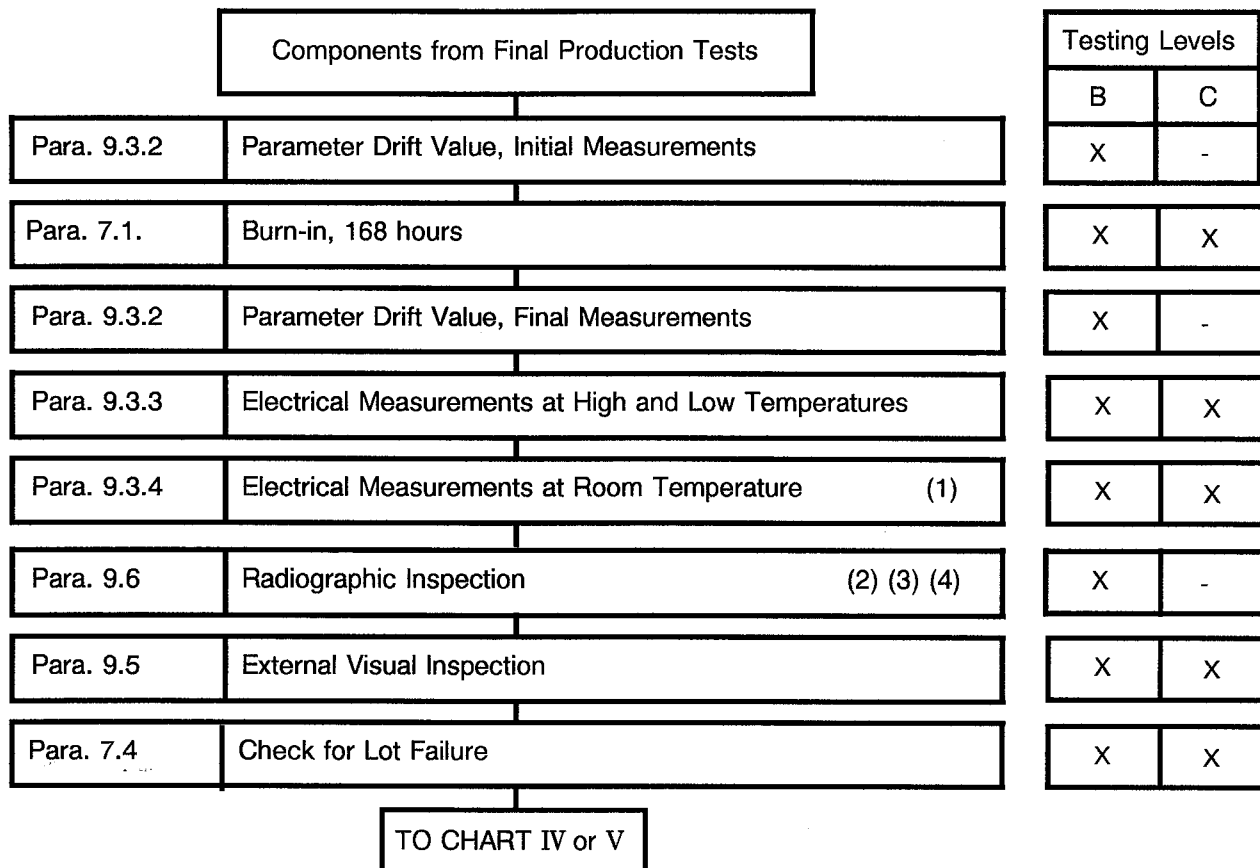 Components from Final Production Tests
Testing Levels
B C
Para. 9.3.2 Parameter Drift Value, Initial Measurements X -
Para. 7.1. Burn-in, 168 hours X X
Para. 9.3.2 Parameter Drift Value, Final Measurements X -
Para. 9.3.3 Electrical Measurements at High and Low Temperatures X X
Para. 9.3.4 Electrical Measurements at Room Temperature (1) X X
Para. 9.6 Radiographic Inspection (2) (3) (4) X -
Para. 9.5 External Visual Inspection X X
Para. 7.4 Check for Lot Failure X X
TO CHART IV or V